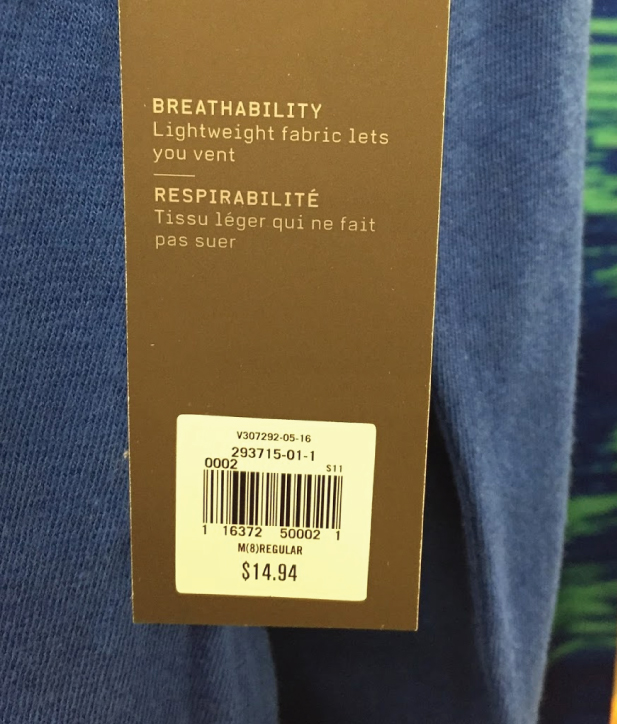 BREATHABILITY
Lightweight fabric lets
you vent
RESPIRABILITÉ
Tissu léger qui ne fait
pas suer
V307292-05-16
293715-01-1
0002 S11
1 16372 50002 1
M(8)REGULAR
$14.94